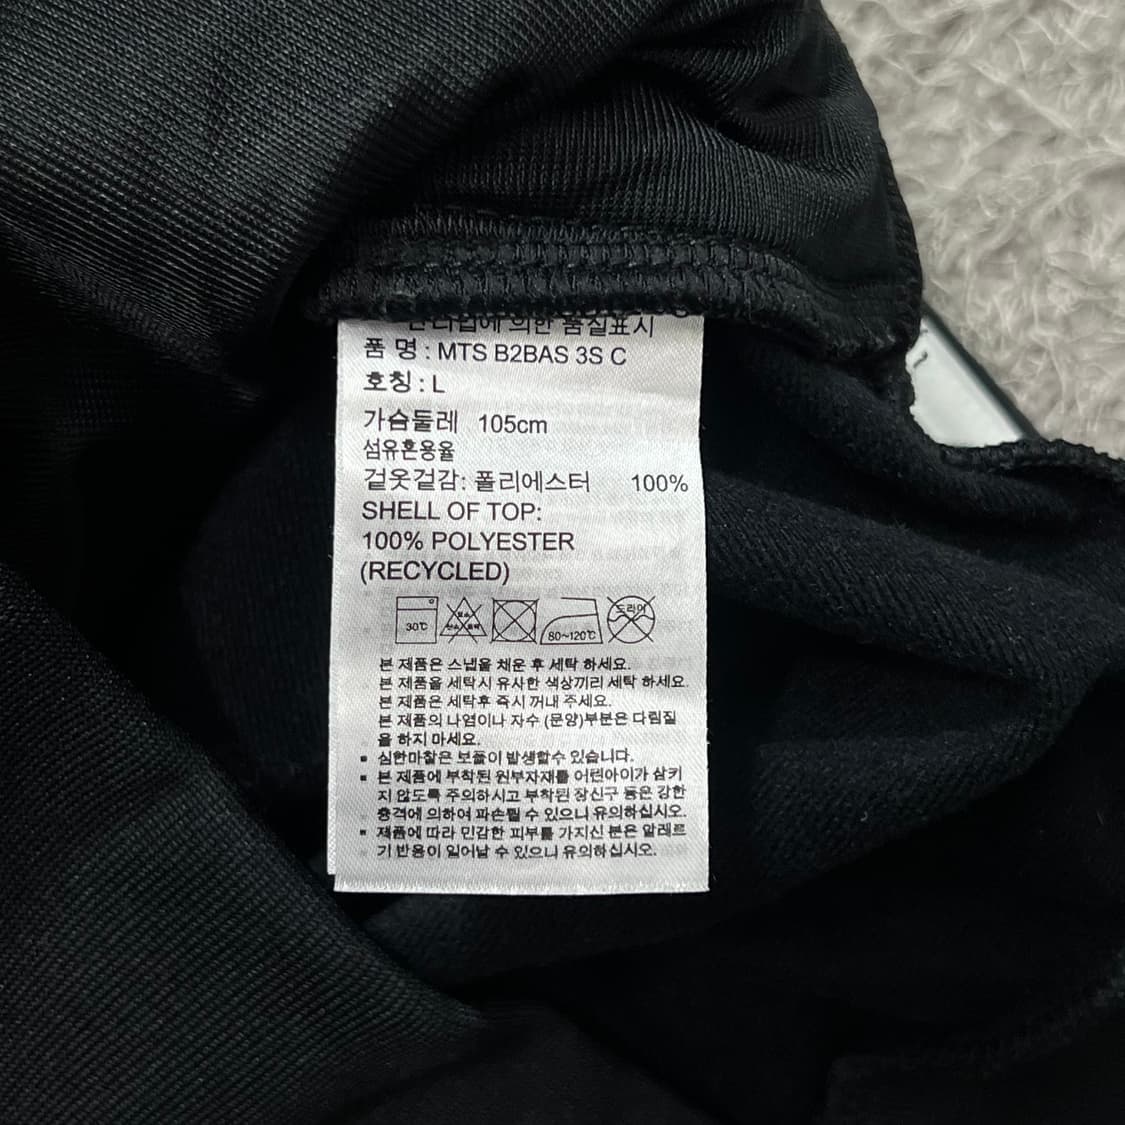 의한 품질표시
품 명 : MTS B2BAS 3S C
호칭 : L
가슴둘레 105cm
섬유혼용율
겉옷겉감: 폴리에스터 100%
SHELL OF TOP:
100% POLYESTER
(RECYCLED)
30℃ 80~120℃ 드라이
본 제품은 스냅을 채운 후 세탁 하세요.
본 제품을 세탁시 유사한 색상끼리 세탁 하세요.
본 제품은 세탁후 즉시 꺼내 주세요.
본 제품의 나염이나 자수 (문양)부분은 다림질
을 하지 마세요.
▪ 심한마찰은 보풀이 발생할수 있습니다.
▪ 본 제품에 부착된 원부자재를 어린아이가 삼키
지 않도록 주의하시고 부착된 장신구 등은 강한
충격에 의하여 파손될 수 있으니 유의하십시오.
▪ 제품에 따라 민감한 피부를 가지신 분은 알레르
기 반응이 일어날 수 있으니 유의하십시오.